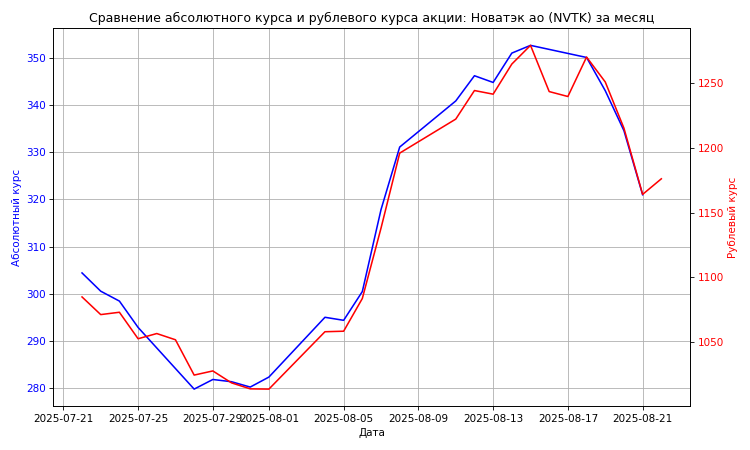 Сравнение абсолютного курса и рублевого курса акции: Новатэк ао (NVTK) за месяц
Абсолютный курс
350
340
330
320
310
300
290
280
1250
1200
1150
1100
1050
Рублевый курс
2025-07-21 2025-07-25 2025-07-29 2025-08-01 2025-08-05 2025-08-09 2025-08-13 2025-08-17 2025-08-21
Дата